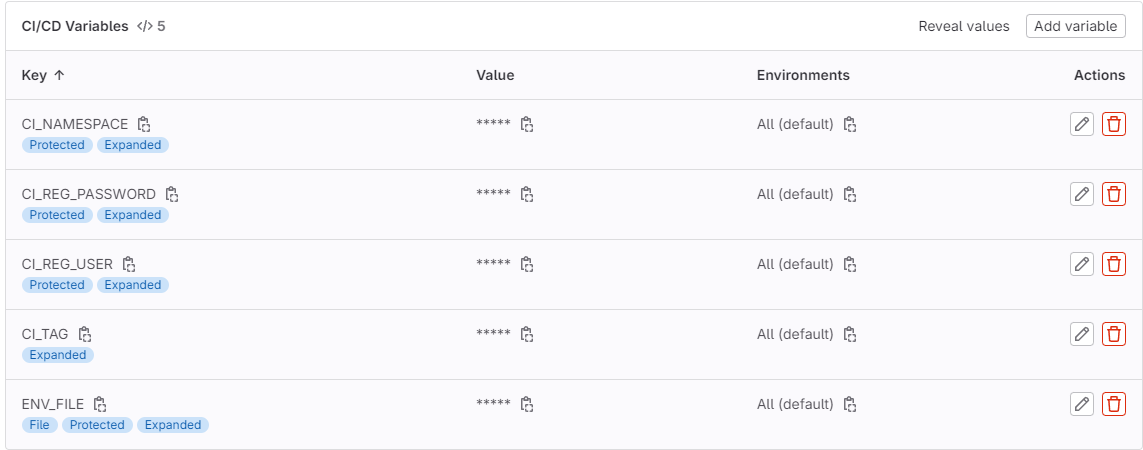 CI/CD Variables </> 5 Reveal values Add variable
Key ↑ Value Environments Actions
CI_NAMESPACE ***** All (default)
Protected Expanded
CI_REG_PASSWORD ***** All (default)
Protected Expanded
CI_REG_USER ***** All (default)
Protected Expanded
CI_TAG ***** All (default)
Expanded
ENV_FILE ***** All (default)
File Protected Expanded